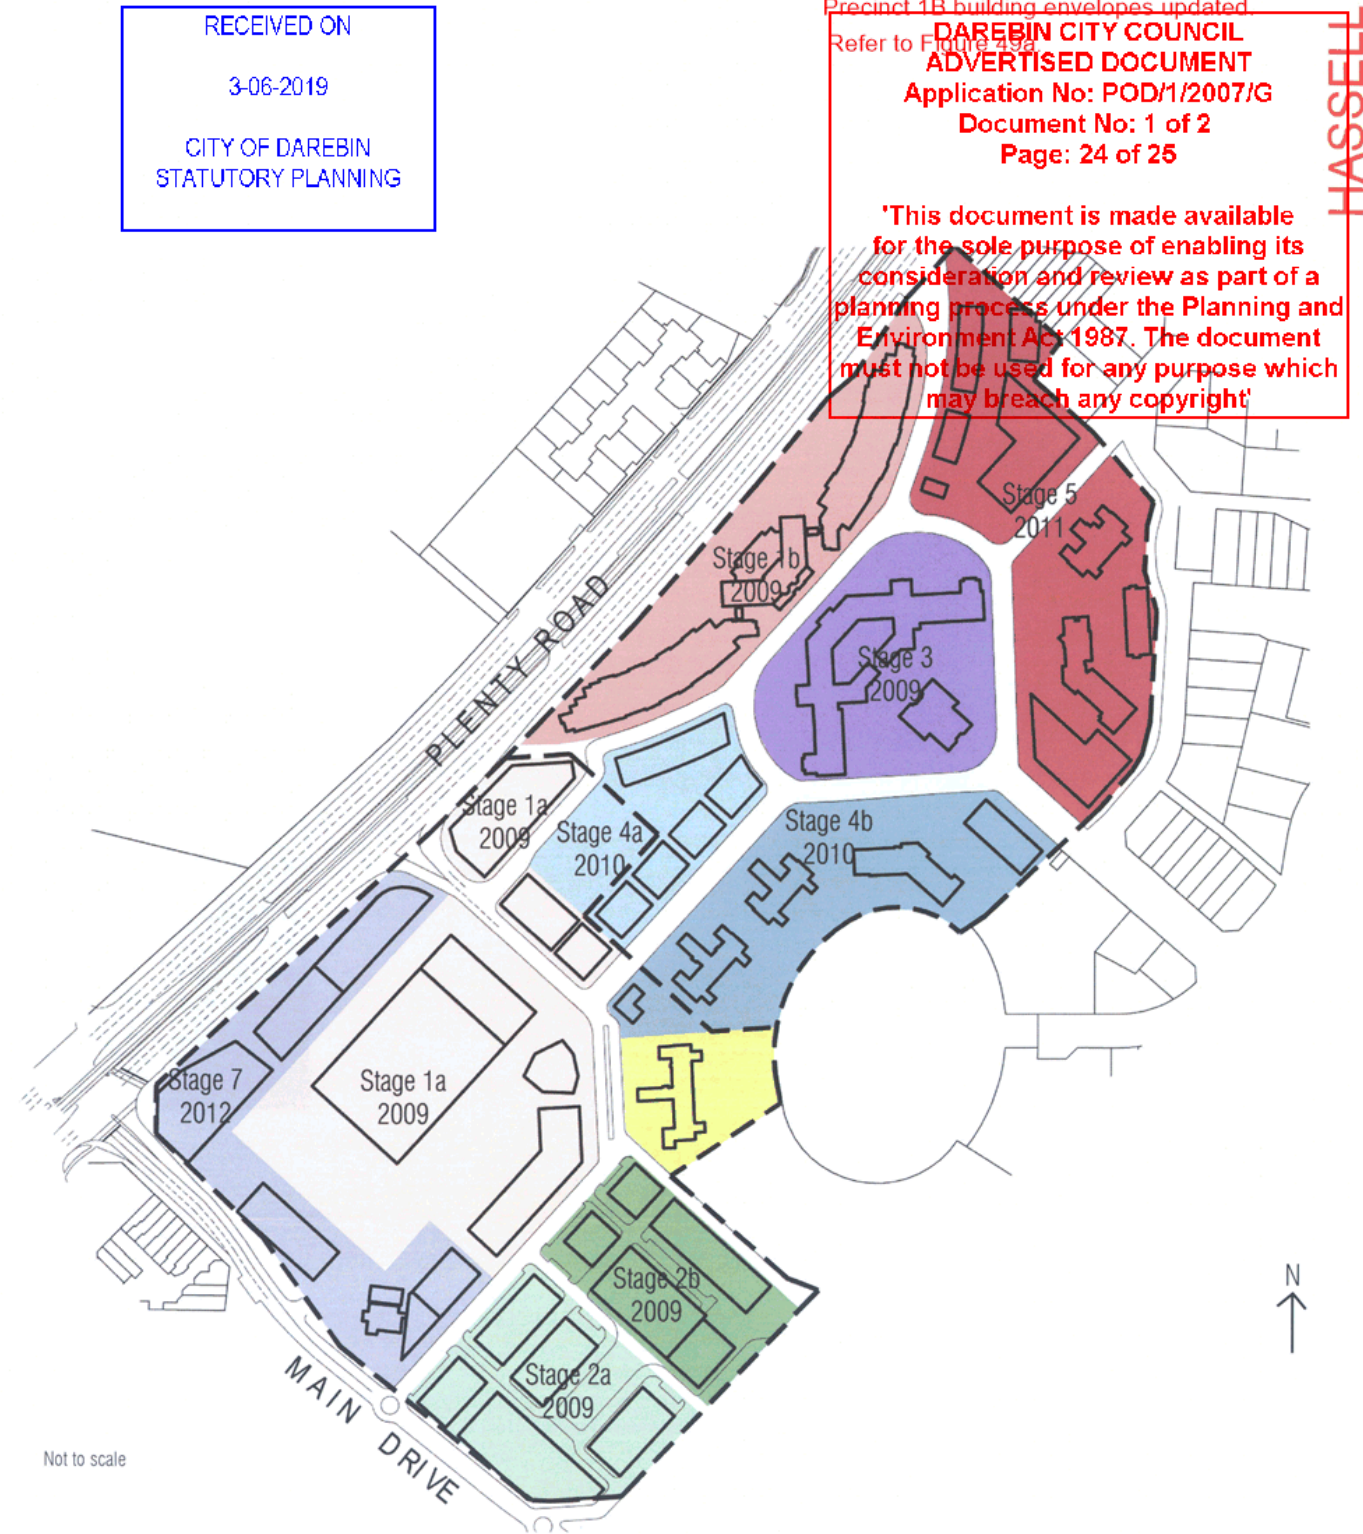 RECEIVED ON
3-06-2019
CITY OF DAREBIN
STATUTORY PLANNING
Precinct 1B building envelopes updated.
Refer to Figure 49a
DAREBIN CITY COUNCIL
ADVERTISED DOCUMENT
Application No: POD/1/2007/G
Document No: 1 of 2
Page: 24 of 25
'This document is made available
for the sole purpose of enabling its
consideration and review as part of a
planning process under the Planning and
Environment Act 1987. The document
must not be used for any purpose which
may breach any copyright'
HASSELL
Stage 5
2011
Stage 1b
2009
PLENTY ROAD
Stage 3
2009
Stage 1a
2009
Stage 4a
2010
Stage 4b
2010
Stage 7
2012
Stage 1a
2009
Stage 2b
2009
Stage 2a
2009
N
MAIN DRIVE
Not to scale